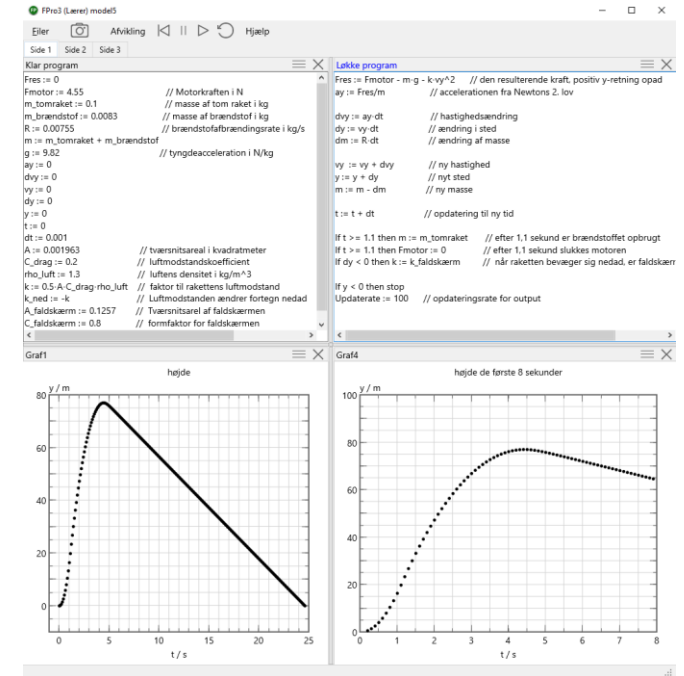 FPro3 (Lærer) model5
Eiler Afvikling Hjælp
Side 1 Side 2 Side 3
Klar program
Fres := 0
Fmotor := 4.55 // Motorkraften i N
m_tomraket := 0.1 // masse af tom raket i kg
m_brændstof := 0.0083 // masse af brændstof i kg
R := 0.00755 // brændstofafbrændingsrate i kg/s
m := m_tomraket + m_brændstof
g := 9.82 // tyngdeacceleration i N/kg
ay := 0
dvy := 0
vy := 0
dy := 0
y := 0
t := 0
dt := 0.001
A := 0.001963 // tværsnitsareal i kvadratmeter
C_drag := 0.2 // luftmodstandskoefficient
rho_luft := 1.3 // luftens densitet i kg/m^3
k := 0.5·A·C_drag·rho_luft // faktor til rakettens luftmodstand
k_ned := -k // Luftmodstanden ændrer fortegn nedad
A_faldskærm := 0.1257 // Tværsnitsarel af faldskærmen
C_faldskærm := 0.8 // formfaktor for faldskærmen
Løkke program
Fres := Fmotor - m·g - k·vy^2 // den resulterende kraft, positiv y-retning opad
ay := Fres/m // accelerationen fra Newtons 2. lov
dvy := ay·dt // hastighedsændring
dy := vy·dt // ændring i sted
dm := R·dt // ændring af masse
vy := vy + dvy // ny hastighed
y := y + dy // nyt sted
m := m - dm // ny masse
t := t + dt // opdatering til ny tid
If t >= 1.1 then m := m_tomraket // efter 1,1 sekund er brændstoffet opbrugt
If t >= 1.1 then Fmotor := 0 // efter 1,1 sekund slukkes motoren
If dy < 0 then k := k_faldskærm // når raketten bevæger sig nedad, er faldskærm
If y < 0 then stop
Updaterate := 100 // opdateringsrate for output
Graf1
højde
y / m
80
60
40
20
0
0 5 10 15 20 25
t / s
Graf4
højde de første 8 sekunder
y / m
100
80
60
40
20
0
0 1 2 3 4 5 6 7 8
t / s